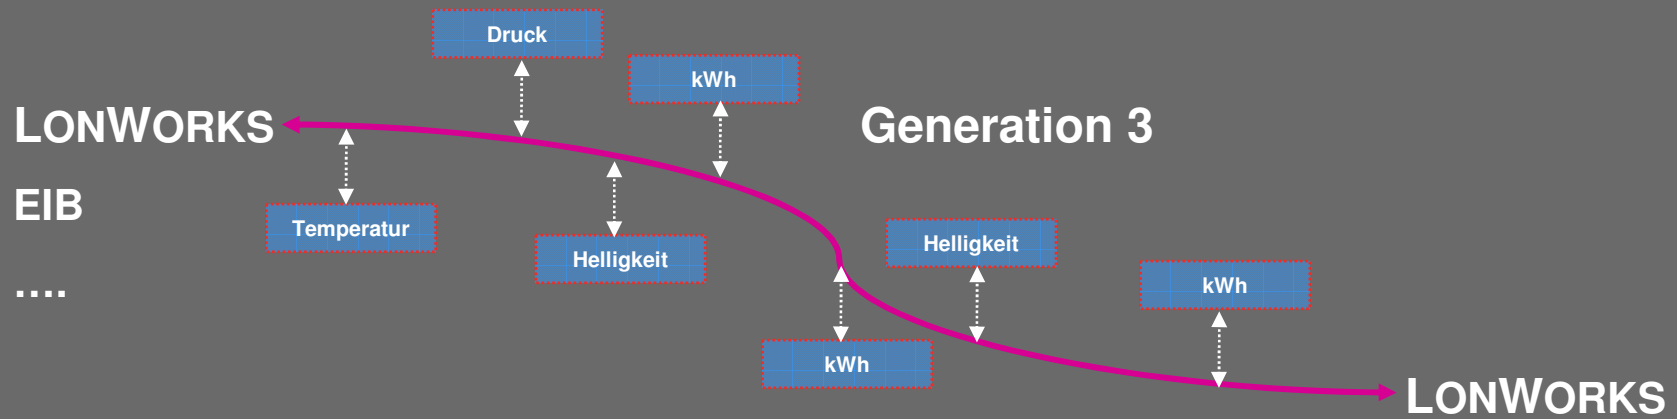 Druck
kWh
LONWORKS
Generation 3
EIB
Temperatur
Helligkeit
Helligkeit
....
kWh
kWh
LONWORKS